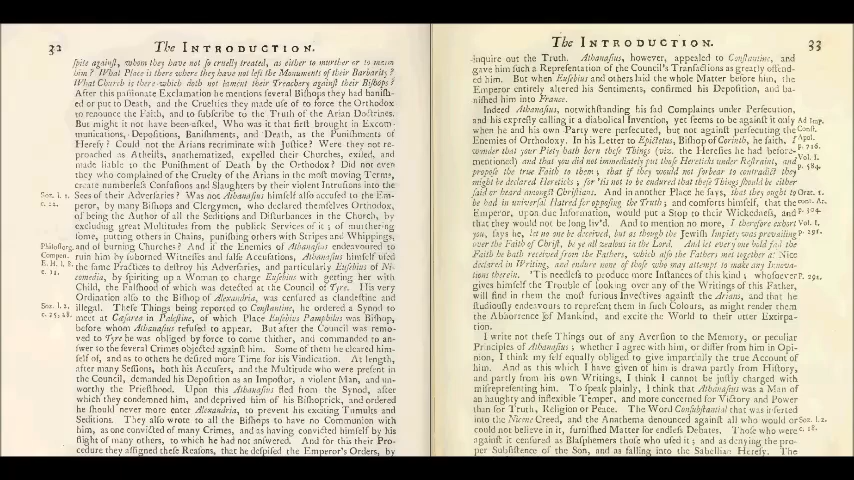 32
The INTRODUCTION.
spite against, whom they have not so cruelly treated, as either to murther or to maim
him? What Place is there where they have not left the Monuments of their Barbarity?
What Church is there which doth not lament their Treachery against their Bishops?
After this passionate Exclamation he mentions several Bishops they had banish-
ed or put to Death, and the Cruelties they made use of to force the Orthodox
to renounce the Faith, and to subscribe to the Truth of the Arian Doctrines.
But might it not have been asked, Who was it that first brought in Excom-
munications, Depositions, Banishments, and Death, as the Punishments of
Heresy? Could not the Arians recriminate with Justice? Were they not re-
proached as Atheists, anathematized, expelled their Churches, exiled, and
made liable to the Punishment of Death by the Orthodox? Did not even
they who complained of the Cruelty of the Arians in the most moving Terms,
create numberless Confusions and Slaughters by their violent Intrusions into the
Soz. l. 2. Sees of their Adversaries? Was not Athanasius himself also accused to the Em-
c. 22. peror, by many Bishops and Clergymen, who declared themselves Orthodox,
of being the Author of all the Seditions and Disturbances in the Church, by
excluding great Multitudes from the publick Services of it; of murthering
some, putting others in Chains, punishing others with Stripes and Whippings,
Philostorg. and of burning Churches? And if the Enemies of Athanasius endeavoured to
Compen. ruin him by suborned Witnesses and false Accusations, Athanasius himself used
E. H. l. 1. the same Practices to destroy his Adversaries, and particularly Eusebius of Ni-
c. 11. comedia, by spiriting up a Woman to charge Eusebius with getting her with
Child, the Falshood of which was detected at the Council of Tyre. His very
Ordination also to the Bishop of Alexandria, was censured as clandestine and
Soz. l. 2. illegal. These Things being reported to Constantine, he ordered a Synod to
c. 25, 28. meet at Cæsarea in Palestine, of which Place Eusebius Pamphilus was Bishop,
before whom Athanasius refused to appear. But after the Council was remo-
ved to Tyre he was obliged by force to come thither, and commanded to an-
swer to the several Crimes objected against him. Some of them he cleared him-
self of, and as to others he desired more Time for his Vindication. At length,
after many Sessions, both his Accusers, and the Multitude who were present in
the Council, demanded his Deposition as an Impostor, a violent Man, and un-
worthy the Priesthood. Upon this Athanasius fled from the Synod, after
which they condemned him, and deprived him of his Bishoprick, and ordered
he should never more enter Alexandria, to prevent his exciting Tumults and
Seditions. They also wrote to all the Bishops to have no Communion with
him, as one convicted of many Crimes, and as having convicted himself by his
flight of many others, to which he had not answered. And for this their Pro-
cedure they assigned these Reasons, that he despised the Emperor's Orders, by
The INTRODUCTION.
33
inquire out the Truth. Athanasius, however, appealed to Constantine, and
gave him such a Representation of the Council's Transactions as greatly offend-
ed him. But when Eusebius and others laid the whole Matter before him, the
Emperor entirely altered his Sentiments, confirmed his Deposition, and ba-
nished him into France.
Indeed Athanasius, notwithstanding his sad Complaints under Persecution,
and his expresly calling it a diabolical Invention, yet seems to be against it only Ad Imp.
when he and his own Party were persecuted, but not against persecuting the Const.
Enemies of Orthodoxy. In his Letter to Epictetus, Bishop of Corinth, he saith, I Apol.
wonder that your Piety hath born these Things (viz. the Heresies he had before- p. 716.
mentioned) and that you did not immediately put those Hereticks under Restraint, and Vol. I.
propose the true Faith to them; that if they would not forbear to contradict they p. 584.
might be declared Hereticks; for 'tis not to be endured that these Things should be either
said or heard amongst Christians. And in another Place he says, that they ought to Orat. 1.
be had in universal Hatred for opposing the Truth; and comforts himself, that the cont. Ar.
Emperor, upon due Information, would put a Stop to their Wickedness, and p. 304.
that they would not be long liv'd. And to mention no more, I therefore exhort Vol. I.
you, says he, let no one be deceived, but as though the Jewish Impiety was prevailing p. 291.
over the Faith of Christ, be ye all zealous in the Lord. And let every one hold fast the
Faith he hath received from the Fathers, which also the Fathers met together at Nice
declared in Writing, and endure none of those who may attempt to make any Innova-
tions therein. 'Tis needless to produce more Instances of this kind; whosoever P. 291.
gives himself the Trouble of looking over any of the Writings of this Father,
will find in them the most furious Invectives against the Arians, and that he
studiously endeavours to represent them in such Colours, as might render them
the Abhorrence of Mankind, and excite the World to their utter Extirpa-
tion.
I write not these Things out of any Aversion to the Memory, or peculiar
Principles of Athanasius; whether I agree with him, or differ from him in Opi-
nion, I think my self equally obliged to give impartially the true Account of
him. And as this which I have given of him is drawn partly from History,
and partly from his own Writings, I think I cannot be justly charged with
misrepresenting him. To speak plainly, I think that Athanasius was a Man of
an haughty and inflexible Temper, and more concerned for Victory and Power
than for Truth, Religion or Peace. The Word Consubstantial that was inserted
into the Nicene Creed, and the Anathema denounced against all who would or Soz. l. 2.
could not believe in it, furnished Matter for endless Debates. Those who were c. 18.
against it censured as Blasphemers those who used it; and as denying the pro-
per Subsistence of the Son, and as falling into the Sabellian Heresy. The